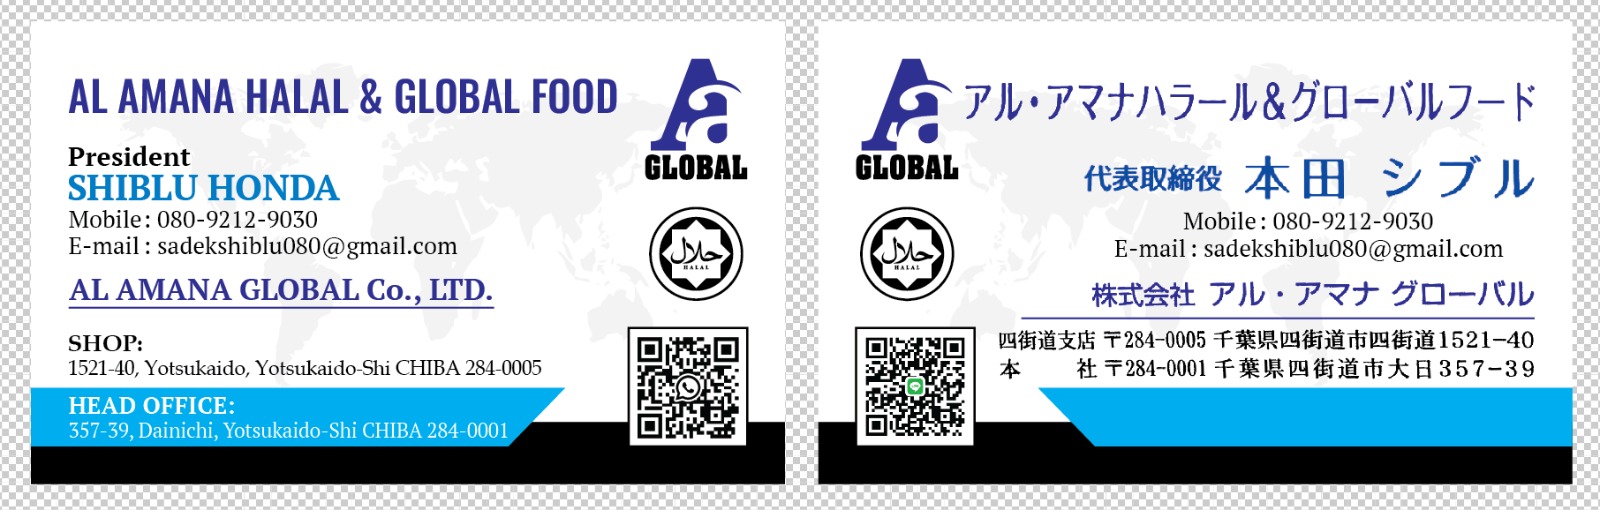 AL AMANA HALAL & GLOBAL FOOD
President
SHIBLU HONDA
Mobile : 080-9212-9030
E-mail : sadekshiblu080@gmail.com
AL AMANA GLOBAL Co., LTD.
SHOP:
1521-40, Yotsukaido, Yotsukaido-Shi CHIBA 284-0005
HEAD OFFICE:
357-39, Dainichi, Yotsukaido-Shi CHIBA 284-0001
Aa
GLOBAL
حلال
HALAL
Aa
GLOBAL
アル・アマナハラール&グローバルフード
代表取締役 本田 シブル
Mobile : 080-9212-9030
E-mail : sadekshiblu080@gmail.com
حلال
HALAL
株式会社 アル・アマナ グローバル
四街道支店 〒284-0005 千葉県四街道市四街道1521-40
本 社 〒284-0001 千葉県四街道市大日357-39